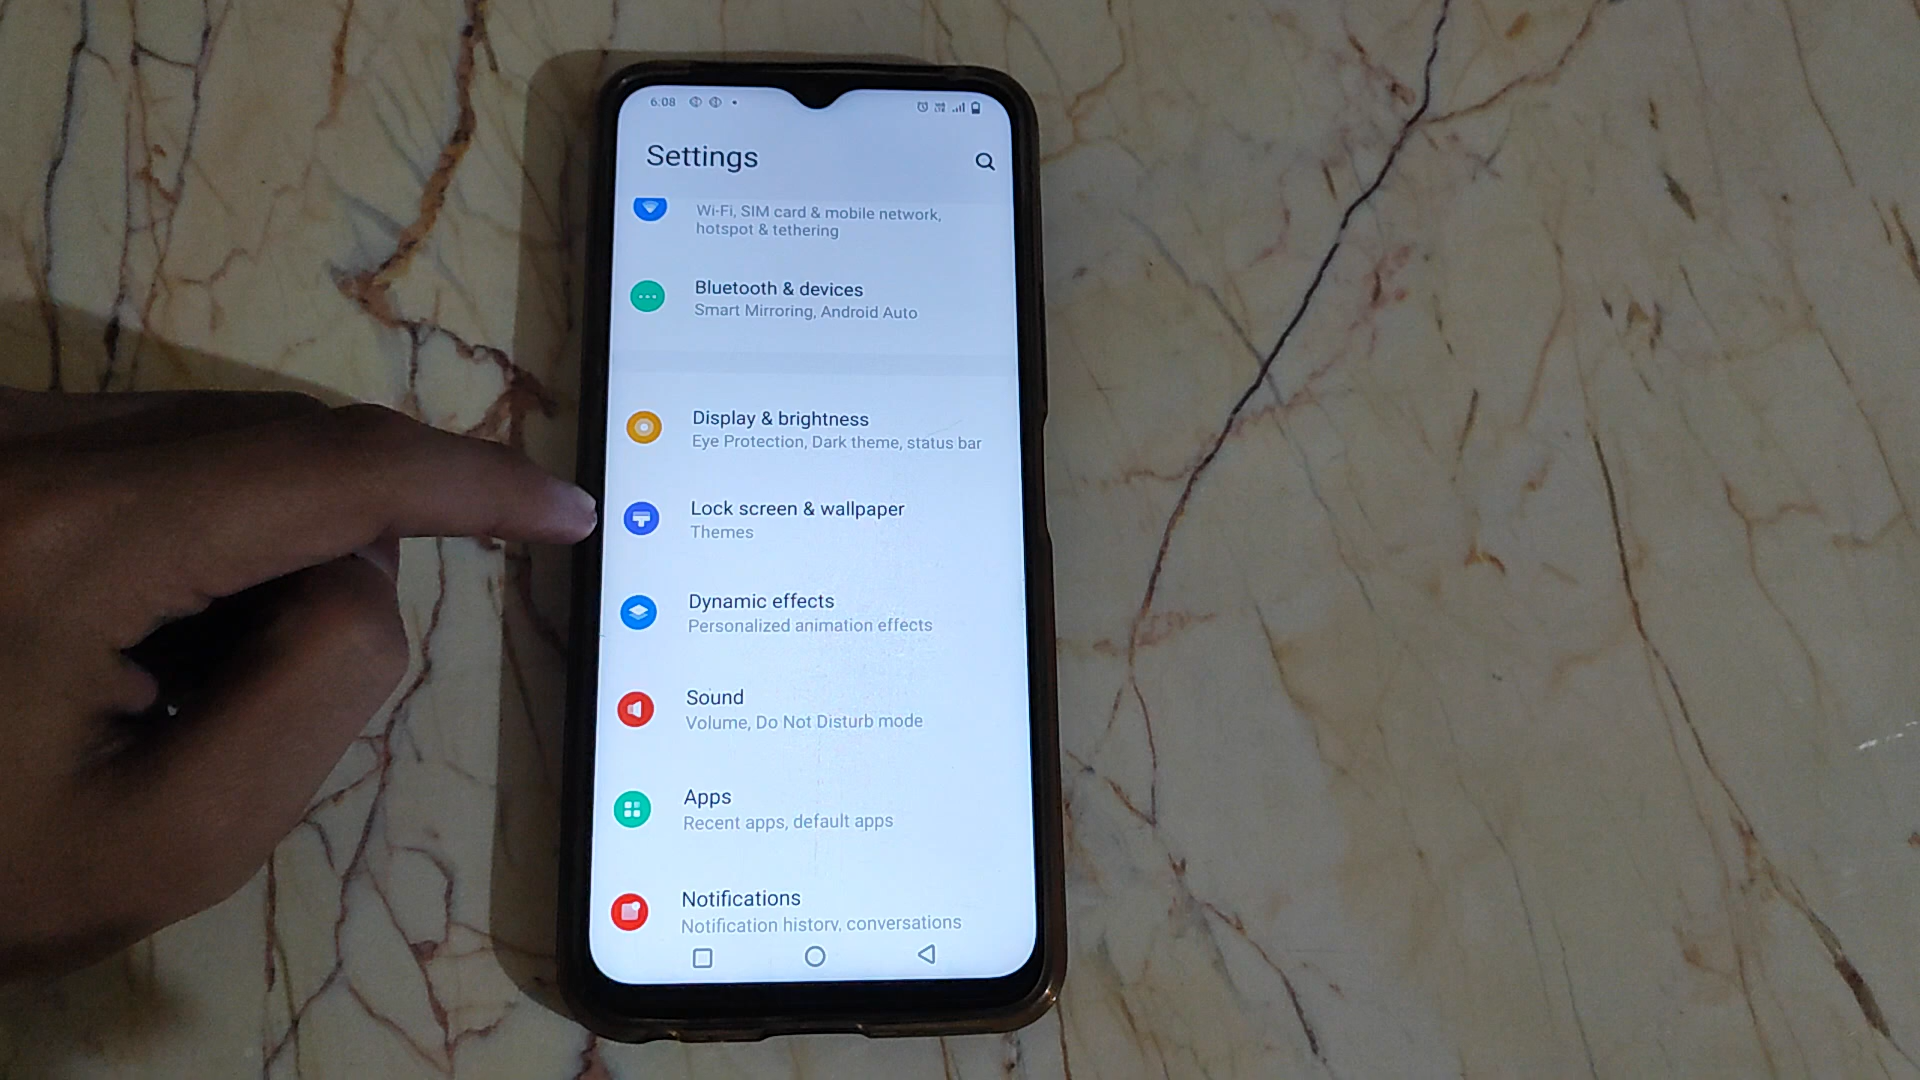 6:08
Settings
Wi-Fi, SIM card & mobile network,
hotspot & tethering
Bluetooth & devices
Smart Mirroring, Android Auto
Display & brightness
Eye Protection, Dark theme, status bar
Lock screen & wallpaper
Themes
Dynamic effects
Personalized animation effects
Sound
Volume, Do Not Disturb mode
Apps
Recent apps, default apps
Notifications
Notification history, conversations